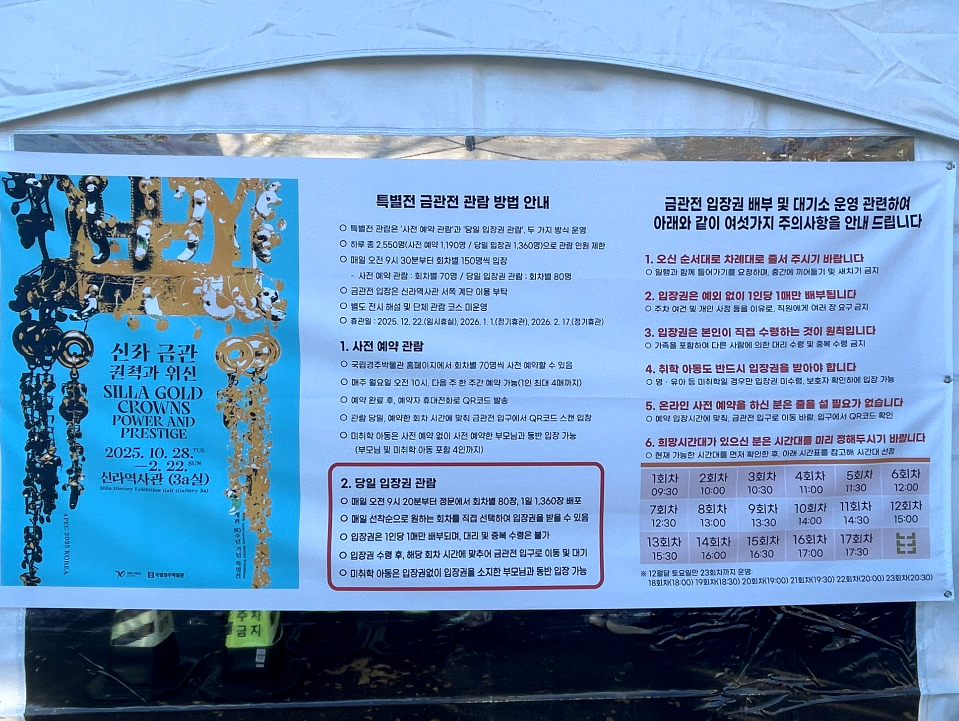 신라 금관
권력과 위신
SILLA GOLD
CROWNS
POWER AND
PRESTIGE
2025. 10. 28.TUE
—2. 22.SUN
신라역사관 (3a실)
Silla History Exhibition Hall (Gallery 3a)
APEC 2025 KOREA
국립경주박물관
특별전 금관전 관람 방법 안내
○ 특별전 관람은 '사전 예약 관람'과 '당일 입장권 관람', 두 가지 방식 운영
○ 하루 총 2,550명(사전 예약 1,190명 / 당일 입장권 1,360명)으로 관람 인원 제한
○ 매일 오전 9시 30분부터 회차별 150명씩 입장
- 사전 예약 관람 : 회차별 70명 / 당일 입장권 관람 : 회차별 80명
○ 금관전 입장은 신라역사관 서쪽 계단 이용 부탁
○ 별도 전시 해설 및 단체 관람 코스 미운영
○ 휴관일 : 2025. 12. 22.(임시휴실), 2026. 1. 1.(정기휴관), 2026. 2. 17.(정기휴관)
1. 사전 예약 관람
○ 국립경주박물관 홈페이지에서 회차별 70명씩 사전 예약할 수 있음
○ 매주 월요일 오전 10시, 다음 주 한 주간 예약 가능(1인 최대 4매까지)
○ 예약 완료 후, 예약자 휴대전화로 QR코드 발송
○ 관람 당일, 예약한 회차 시간에 맞춰 금관전 입구에서 QR코드 스캔 입장
○ 미취학 아동은 사전 예약 없이 사전 예약한 부모님과 동반 입장 가능
(부모님 및 미취학 아동 포함 4인까지)
2. 당일 입장권 관람
○ 매일 오전 9시 20분부터 정문에서 회차별 80장, 1일 1,360장 배포
○ 매일 선착순으로 원하는 회차를 직접 선택하여 입장권을 받을 수 있음
○ 입장권은 1인당 1매만 배부되며, 대리 및 중복 수령은 불가
○ 입장권 수령 후, 해당 회차 시간에 맞추어 금관전 입구로 이동 및 대기
○ 미취학 아동은 입장권없이 입장권을 소지한 부모님과 동반 입장 가능
금관전 입장권 배부 및 대기소 운영 관련하여
아래와 같이 여섯가지 주의사항을 안내 드립니다
1. 오신 순서대로 차례대로 줄서 주시기 바랍니다
○ 일행과 함께 들어가기를 요청하며, 중간에 끼어들기 및 새치기 금지
2. 입장권은 예외 없이 1인당 1매만 배부됩니다
○ 주차 여건 및 개인 사정 등을 이유로, 직원에게 여러 장 요구 금지
3. 입장권은 본인이 직접 수령하는 것이 원칙입니다
○ 가족을 포함하여 다른 사람에 의한 대리 수령 및 중복 수령 금지
4. 취학 아동도 반드시 입장권을 받아야 합니다
○ 영·유아 등 미취학일 경우만 입장권 미수령, 보호자 확인하에 입장 가능
5. 온라인 사전 예약을 하신 분은 줄을 설 필요가 없습니다
○ 예약 입장시간에 맞춰, 금관전 입구로 이동 바람, 입구에서 QR코드 확인
6. 희망시간대가 있으신 분은 시간대를 미리 정해두시기 바랍니다
○ 현재 가능한 시간대를 먼저 확인한 후, 아래 시간표를 참고해 시간대 선정
1회차 2회차 3회차 4회차 5회차 6회차
09:30 10:00 10:30 11:00 11:30 12:00
7회차 8회차 9회차 10회차 11회차 12회차
12:30 13:00 13:30 14:00 14:30 15:00
13회차 14회차 15회차 16회차 17회차
15:30 16:00 16:30 17:00 17:30
※ 12월달 토요일만 23회차까지 운영:
18회차(18:00) 19회차(18:30) 20회차(19:00) 21회차(19:30) 22회차(20:00) 23회차(20:30)
주차
금지